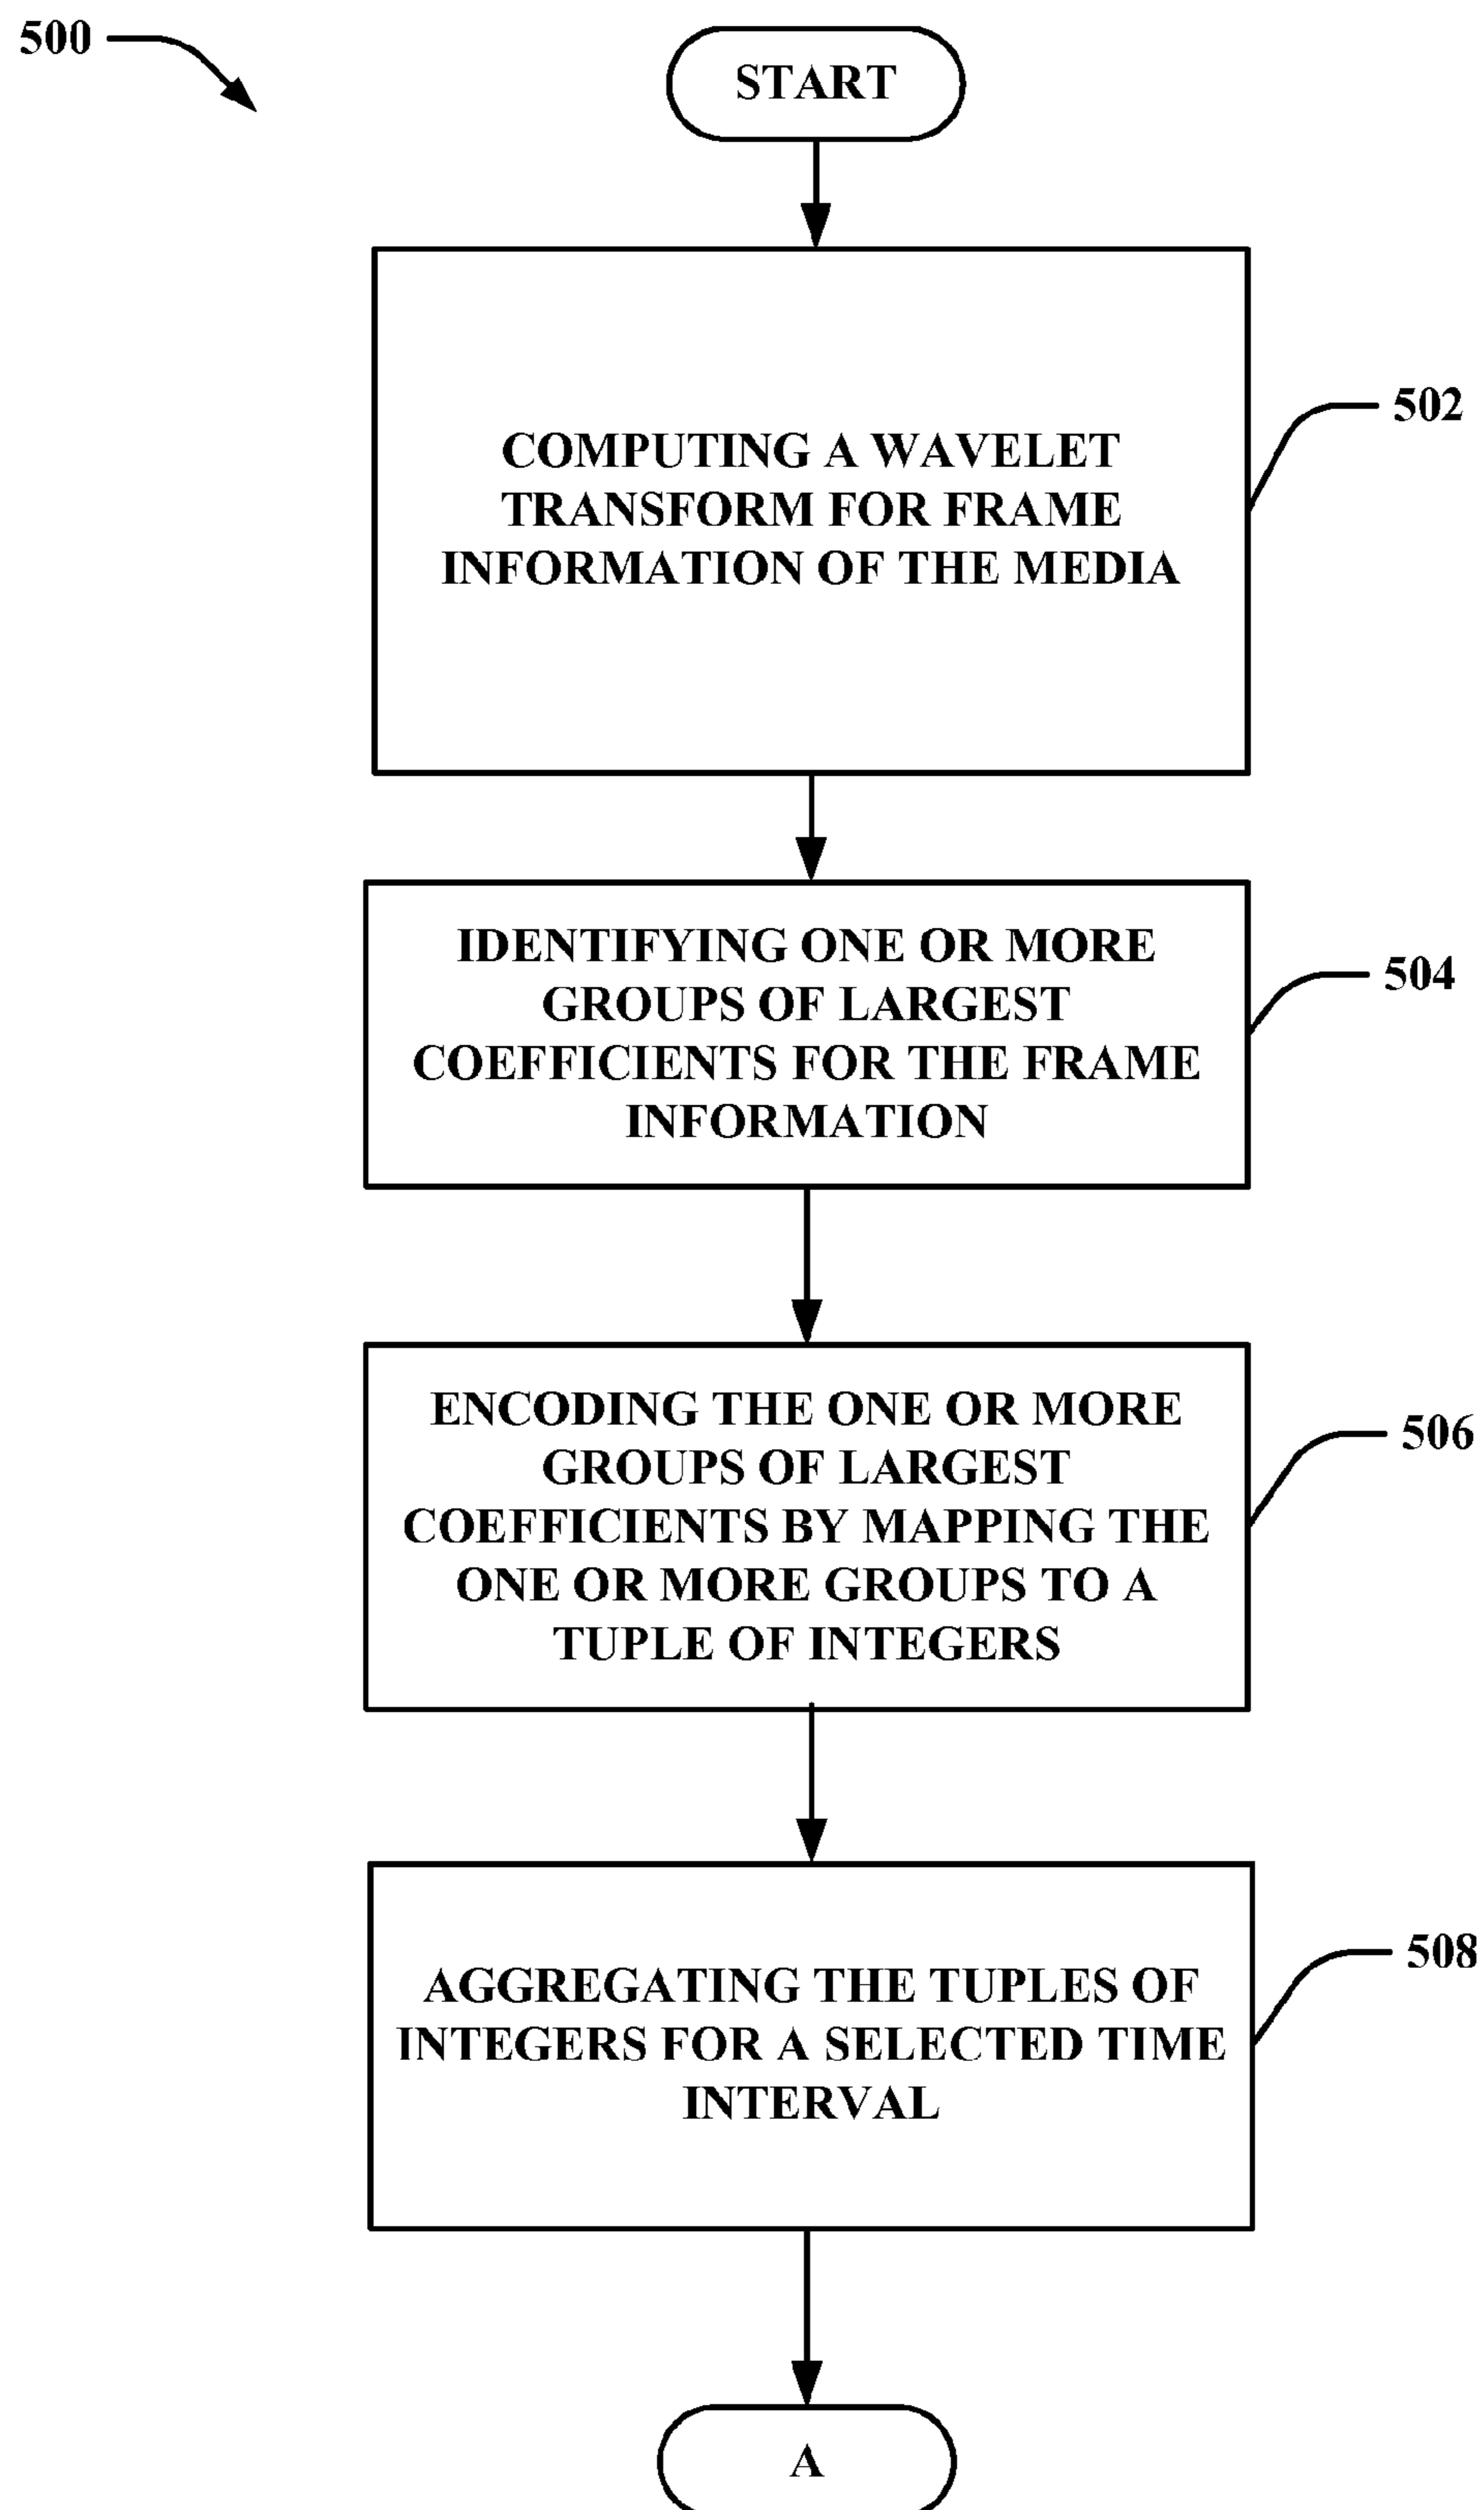 500
START
COMPUTING A WAVELET
TRANSFORM FOR FRAME
INFORMATION OF THE MEDIA
502
IDENTIFYING ONE OR MORE
GROUPS OF LARGEST
COEFFICIENTS FOR THE FRAME
INFORMATION
504
ENCODING THE ONE OR MORE
GROUPS OF LARGEST
COEFFICIENTS BY MAPPING THE
ONE OR MORE GROUPS TO A
TUPLE OF INTEGERS
506
AGGREGATING THE TUPLES OF
INTEGERS FOR A SELECTED TIME
INTERVAL
508
A